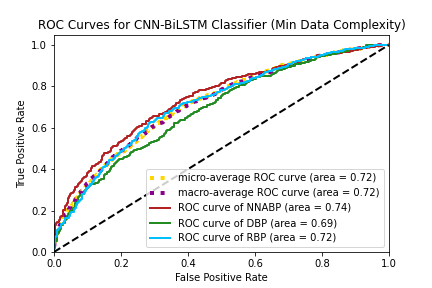 ROC Curves for CNN-BiLSTM Classifier (Min Data Complexity)
True Positive Rate
1.0
0.8
0.6
0.4
0.2
0.0
micro-average ROC curve (area = 0.72)
macro-average ROC curve (area = 0.72)
ROC curve of NNABP (area = 0.74)
ROC curve of DBP (area = 0.69)
ROC curve of RBP (area = 0.72)
0.0 0.2 0.4 0.6 0.8 1.0
False Positive Rate